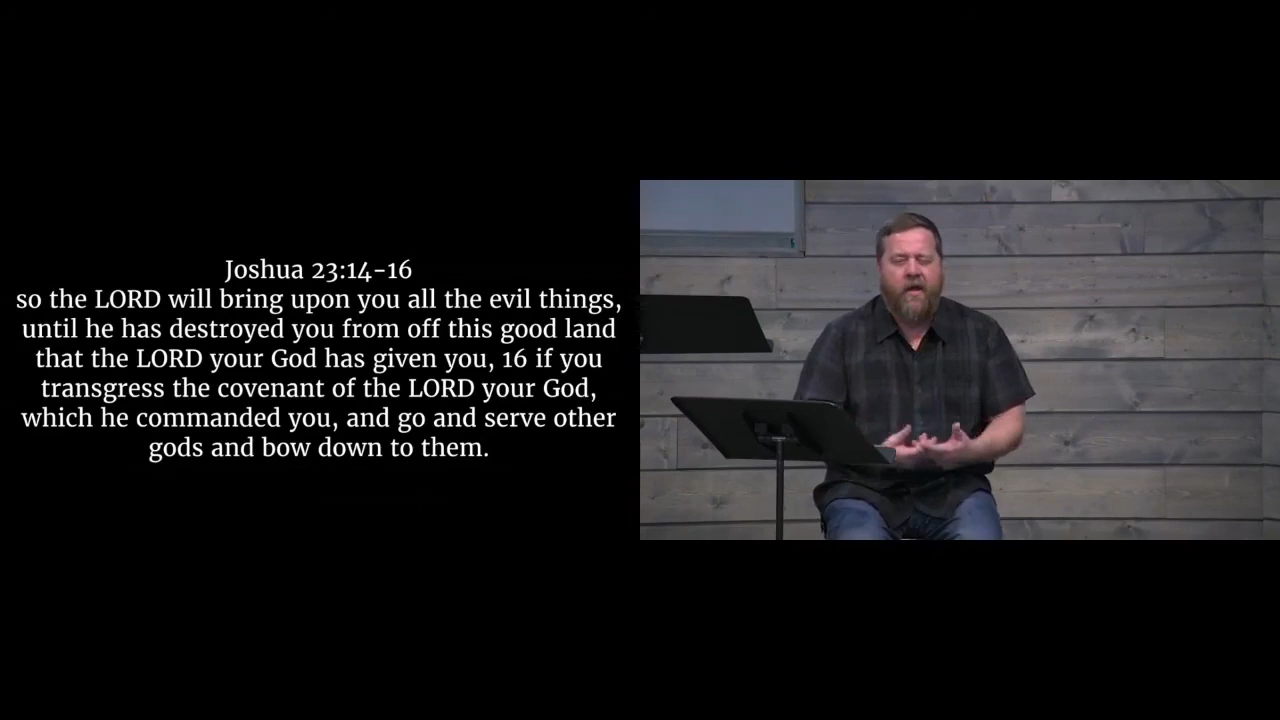 Joshua 23:14-16
so the LORD will bring upon you all the evil things,
until he has destroyed you from off this good land
that the LORD your God has given you, 16 if you
transgress the covenant of the LORD your God,
which he commanded you, and go and serve other
gods and bow down to them.